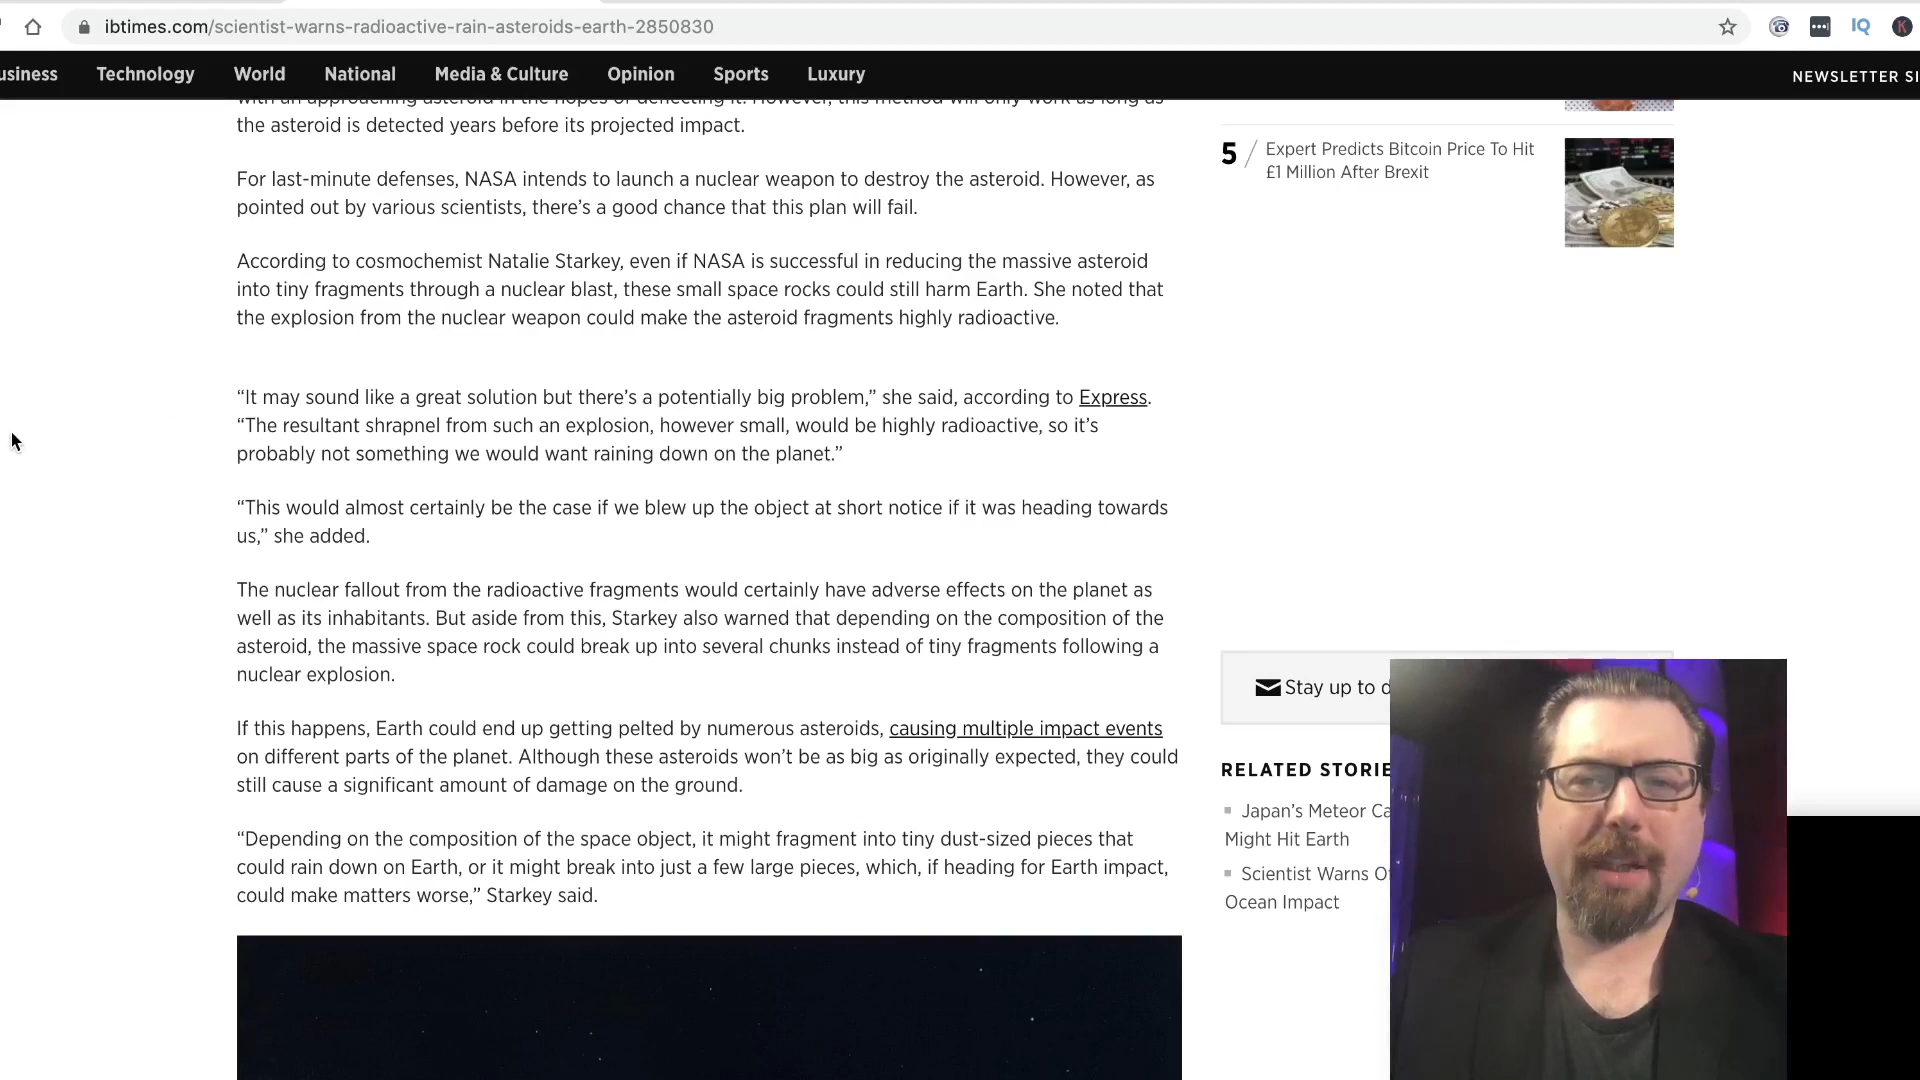 ibtimes.com/scientist-warns-radioactive-rain-asteroids-earth-2850830
IQ
K
usiness Technology World National Media & Culture Opinion Sports Luxury NEWSLETTER SI
with an approaching asteroid in the hopes of deflecting it. However, this method will only work as long as
the asteroid is detected years before its projected impact.
For last-minute defenses, NASA intends to launch a nuclear weapon to destroy the asteroid. However, as
pointed out by various scientists, there's a good chance that this plan will fail.
According to cosmochemist Natalie Starkey, even if NASA is successful in reducing the massive asteroid
into tiny fragments through a nuclear blast, these small space rocks could still harm Earth. She noted that
the explosion from the nuclear weapon could make the asteroid fragments highly radioactive.
“It may sound like a great solution but there's a potentially big problem,” she said, according to Express.
“The resultant shrapnel from such an explosion, however small, would be highly radioactive, so it's
probably not something we would want raining down on the planet.”
“This would almost certainly be the case if we blew up the object at short notice if it was heading towards
us,” she added.
The nuclear fallout from the radioactive fragments would certainly have adverse effects on the planet as
well as its inhabitants. But aside from this, Starkey also warned that depending on the composition of the
asteroid, the massive space rock could break up into several chunks instead of tiny fragments following a
nuclear explosion.
If this happens, Earth could end up getting pelted by numerous asteroids, causing multiple impact events
on different parts of the planet. Although these asteroids won't be as big as originally expected, they could
still cause a significant amount of damage on the ground.
“Depending on the composition of the space object, it might fragment into tiny dust-sized pieces that
could rain down on Earth, or it might break into just a few large pieces, which, if heading for Earth impact,
could make matters worse,” Starkey said.
5 / Expert Predicts Bitcoin Price To Hit
£1 Million After Brexit
Stay up to d
RELATED STORIE
Japan's Meteor Ca
Might Hit Earth
Scientist Warns Of
Ocean Impact